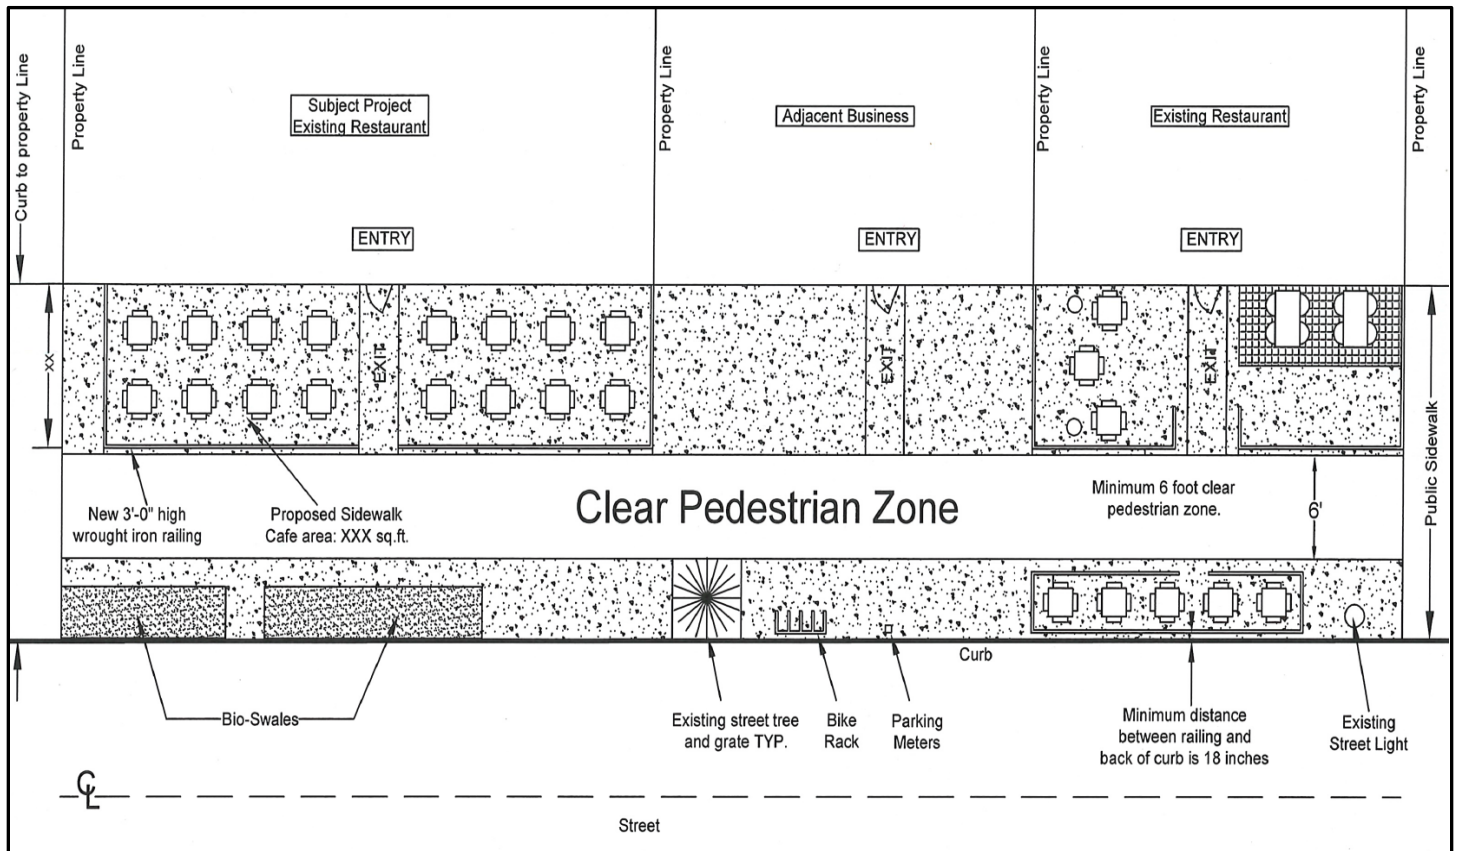 Curb to property Line
Property Line
Subject Project
Existing Restaurant
Property Line
Adjacent Business
Property Line
Existing Restaurant
Property Line
ENTRY
ENTRY
ENTRY
xx
EXIT
EXIT
EXIT
Public Sidewalk
New 3'-0" high
wrought iron railing
Proposed Sidewalk
Cafe area: XXX sq.ft.
Clear Pedestrian Zone
Minimum 6 foot clear
pedestrian zone.
6'
Curb
Bio-Swales
Existing street tree
and grate TYP.
Bike
Rack
Parking
Meters
Minimum distance
between railing and
back of curb is 18 inches
Existing
Street Light
CL
Street